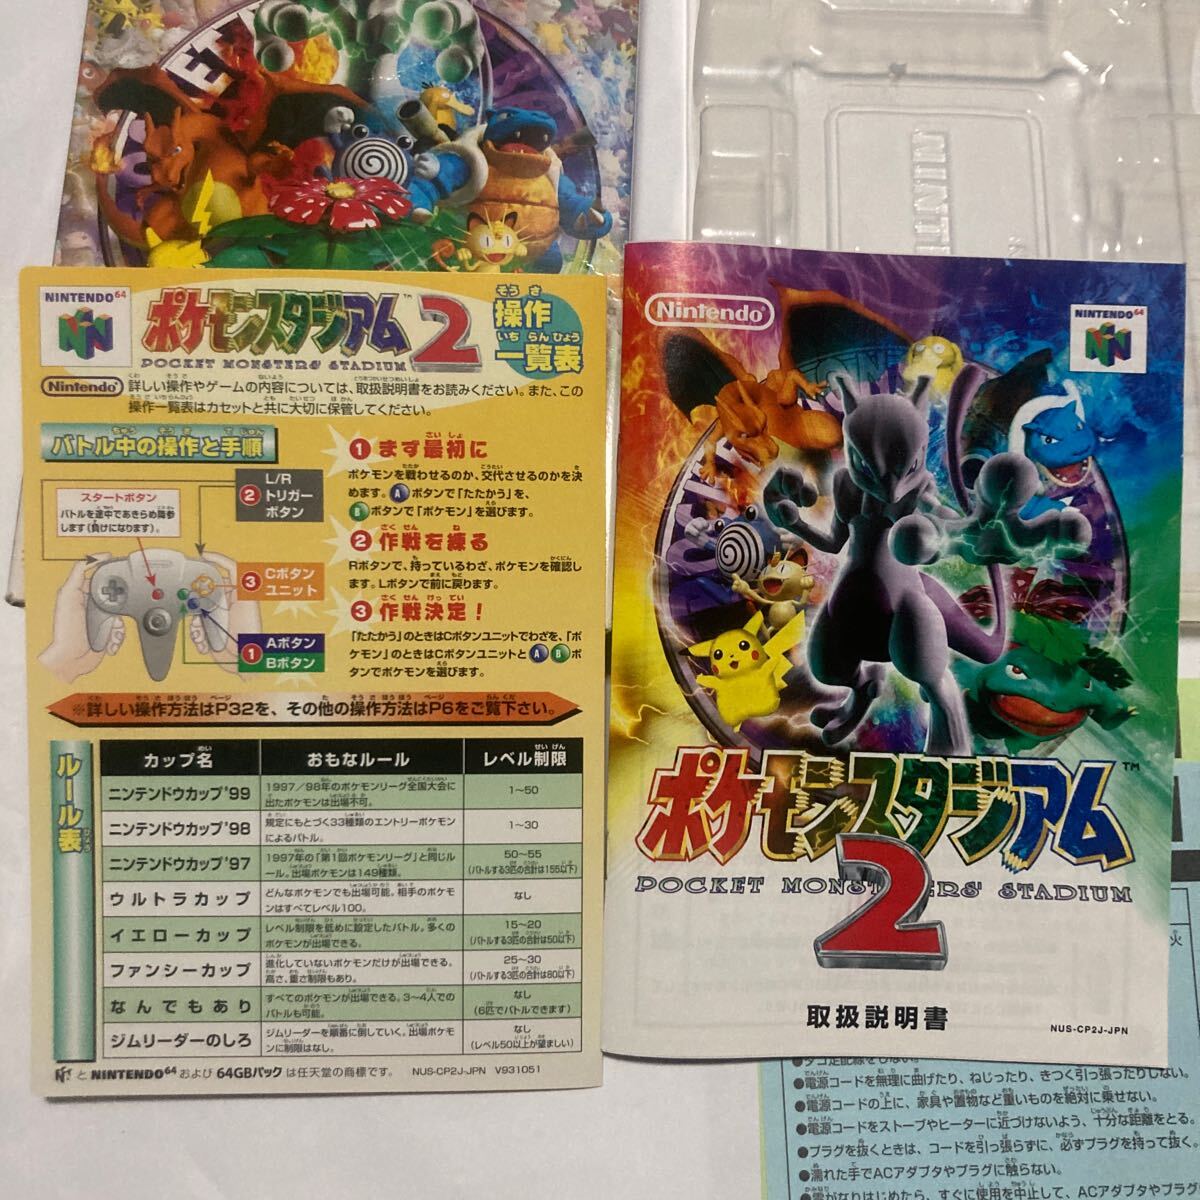 NINTENDO 64
ポケモンスタジアム™ 2
POCKET MONSTERS' STADIUM
操作
一覧表
Nintendo
詳しい操作やゲームの内容については、取扱説明書をお読みください。また、この
操作一覧表はカセットと共に大切に保管してください。
バトル中の操作と手順
スタートボタン
バトルを途中であきらめ降参
します(負けになります)。
2 L/R
トリガー
ボタン
3 Cボタン
ユニット
1 Aボタン
Bボタン
1 まず最初に
ポケモンを戦わせるのか、交代させるのかを決
めます。Aボタンで「たたかう」を、
Bボタンで「ポケモン」を選びます。
2 作戦を練る
Rボタンで、持っているわざ、ポケモンを確認し
ます。Lボタンで前に戻ります。
3 作戦決定!
「たたかう」のときはCボタンユニットでわざを、「ポ
ケモン」のときはCボタンユニットとA Bボ
タンでポケモンを選びます。
※詳しい操作方法はP32を、その他の操作方法はP6をご覧下さい。
ルール表
カップ名 おもなルール レベル制限
ニンテンドウカップ'99 1997/98年のポケモンリーグ全国大会に
出たポケモンは出場不可。 1~50
ニンテンドウカップ'98 規定にもとづく33種類のエントリーポケモン
によるバトル。 1~30
ニンテンドウカップ'97 1997年の「第1回ポケモンリーグ」と同じル
ール。出場ポケモンは149種類。 50~55
(バトルする3匹の合計は155以下)
ウルトラカップ どんなポケモンでも出場可能。相手のポケモ
ンはすべてレベル100。 なし
イエローカップ レベル制限を低めに設定したバトル。多くの
ポケモンが出場できる。 15~20
(バトルする3匹の合計は50以下)
ファンシーカップ 進化していないポケモンだけが出場できる。
高さ、重さ制限もあり。 25~30
(バトルする3匹の合計は80以下)
なんでもあり すべてのポケモンが出場できる。3~4人での
バトルも可能。 なし
(6匹でバトルできます)
ジムリーダーのしろ ジムリーダーを順番に倒していく。出場ポケモ
ンに制限はなし。 なし
(レベル50以上が望ましい)
と NINTENDO64 および 64GBパック は任天堂の商標です。 NUS-CP2J-JPN V931051
Nintendo
NINTENDO 64
ポケモンスタジアム™
2
POCKET MONSTERS' STADIUM
取扱説明書
NUS-CP2J-JPN
火
●電源コードを無理に曲げたり、ねじったり、きつく引っ張ったりしない。
●電源コードの上に、家具や置物など重いものを絶対に乗せない。
●電源コードをストーブやヒーターに近づけないよう、十分な距離をとる。
●プラグを抜くときは、コードを引っ張らずに、必ずプラグを持って抜く。
●濡れた手でACアダプタやプラグに触らない。
●雷がなりはじめたら、すぐに使用を中止して、ACアダプタやプラグ